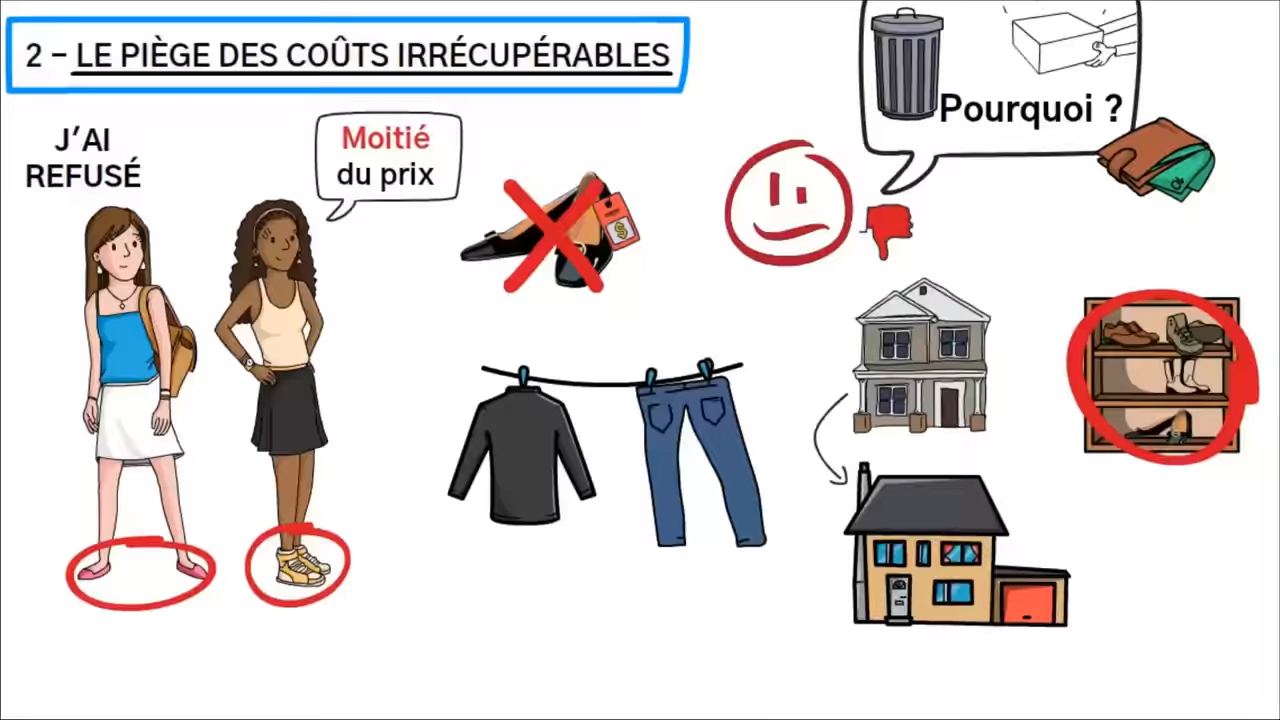 2 – LE PIÈGE DES COÛTS IRRÉCUPÉRABLES
Pourquoi ?
J'AI
REFUSÉ
Moitié
du prix
$